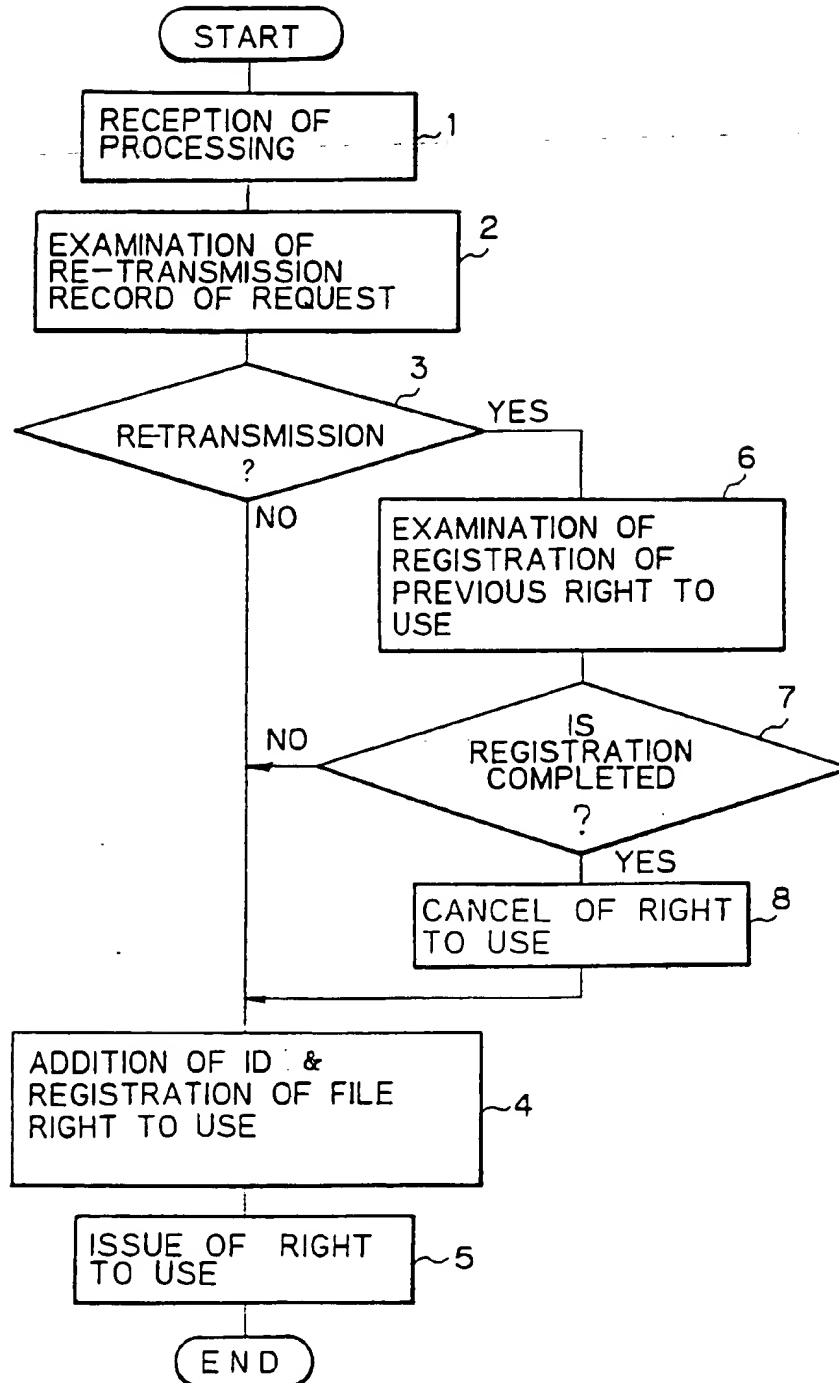 START
RECEPTION OF
PROCESSING
1
EXAMINATION OF
RE-TRANSMISSION
RECORD OF REQUEST
2
3
RE-TRANSMISSION
?
YES
NO
6
EXAMINATION OF
REGISTRATION OF
PREVIOUS RIGHT TO
USE
7
IS
REGISTRATION
COMPLETED
?
NO
YES
8
CANCEL OF RIGHT
TO USE
ADDITION OF ID &
REGISTRATION OF FILE
RIGHT TO USE
4
ISSUE OF RIGHT
TO USE
5
END